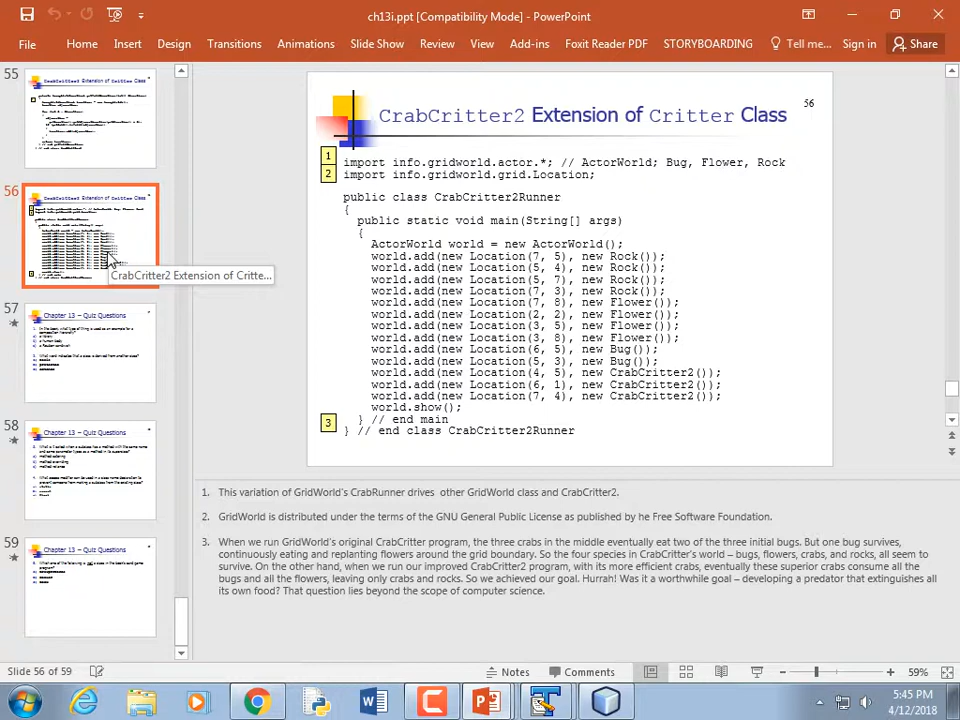 ch13i.ppt [Compatibility Mode] - PowerPoint
File Home Insert Design Transitions Animations Slide Show Review View Add-ins Foxit Reader PDF STORYBOARDING Tell me... Sign in Share
55
CrabCritter2 Extension of Critter Class
56
CrabCritter2 Extension of Critter Class
CrabCritter2 Extension of Critte...
57
Chapter 13 – Quiz Questions
58
Chapter 13 – Quiz Questions
59
Chapter 13 – Quiz Questions
56
CrabCritter2 Extension of Critter Class
1 import info.gridworld.actor.*; // ActorWorld; Bug, Flower, Rock
2 import info.gridworld.grid.Location;
public class CrabCritter2Runner
{
public static void main(String[] args)
{
ActorWorld world = new ActorWorld();
world.add(new Location(7, 5), new Rock());
world.add(new Location(5, 4), new Rock());
world.add(new Location(5, 7), new Rock());
world.add(new Location(7, 3), new Rock());
world.add(new Location(7, 8), new Flower());
world.add(new Location(2, 2), new Flower());
world.add(new Location(3, 5), new Flower());
world.add(new Location(3, 8), new Flower());
world.add(new Location(6, 5), new Bug());
world.add(new Location(5, 3), new Bug());
world.add(new Location(4, 5), new CrabCritter2());
world.add(new Location(6, 1), new CrabCritter2());
world.add(new Location(7, 4), new CrabCritter2());
world.show();
3 } // end main
} // end class CrabCritter2Runner
1. This variation of GridWorld's CrabRunner drives other GridWorld class and CrabCritter2.
2. GridWorld is distributed under the terms of the GNU General Public License as published by he Free Software Foundation.
3. When we run GridWorld's original CrabCritter program, the three crabs in the middle eventually eat two of the three initial bugs. But one bug survives,
continuously eating and replanting flowers around the grid boundary. So the four species in CrabCritter's world – bugs, flowers, crabs, and rocks, all seem to
survive. On the other hand, when we run our improved CrabCritter2 program, with its more efficient crabs, eventually these superior crabs consume all the
bugs and all the flowers, leaving only crabs and rocks. So we achieved our goal. Hurrah! Was it a worthwhile goal – developing a predator that extinguishes all
its own food? That question lies beyond the scope of computer science.
Slide 56 of 59 Notes Comments 59%
5:45 PM
4/12/2018